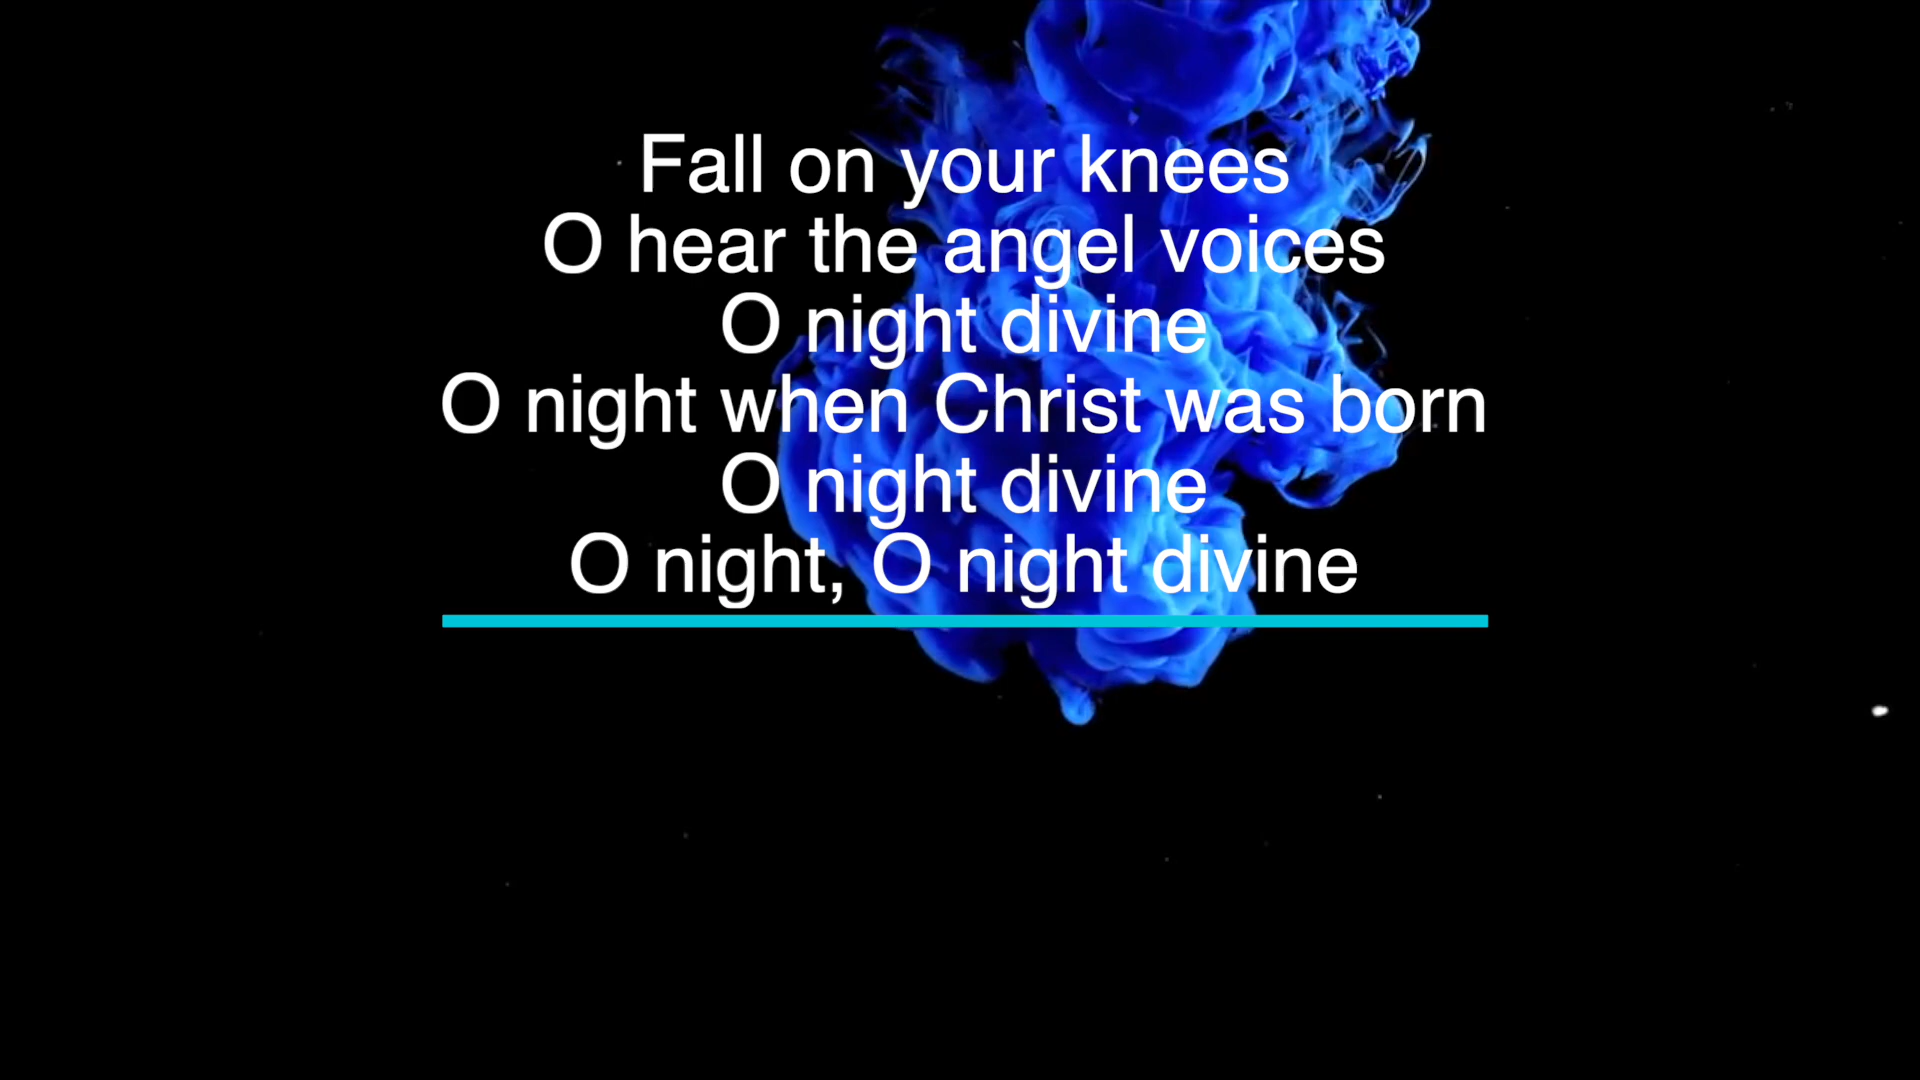 Fall on your knees
O hear the angel voices
O night divine
O night when Christ was born
O night divine
O night, O night divine